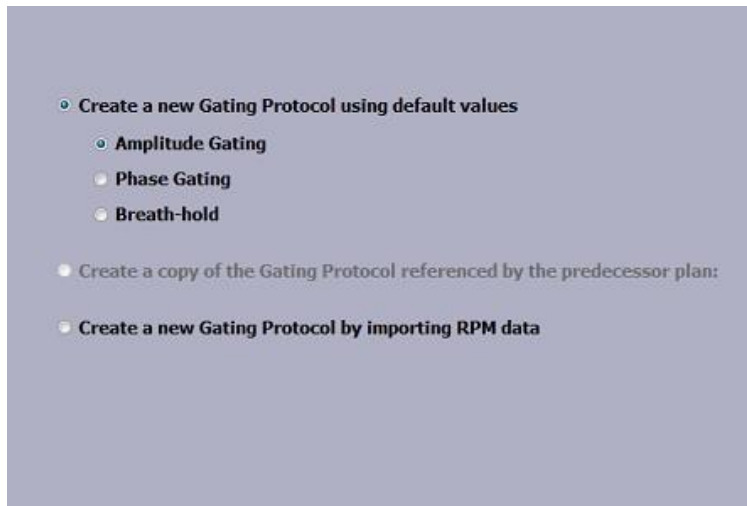 Create a new Gating Protocol using default values
Amplitude Gating
Phase Gating
Breath-hold
Create a copy of the Gating Protocol referenced by the predecessor plan:
Create a new Gating Protocol by importing RPM data